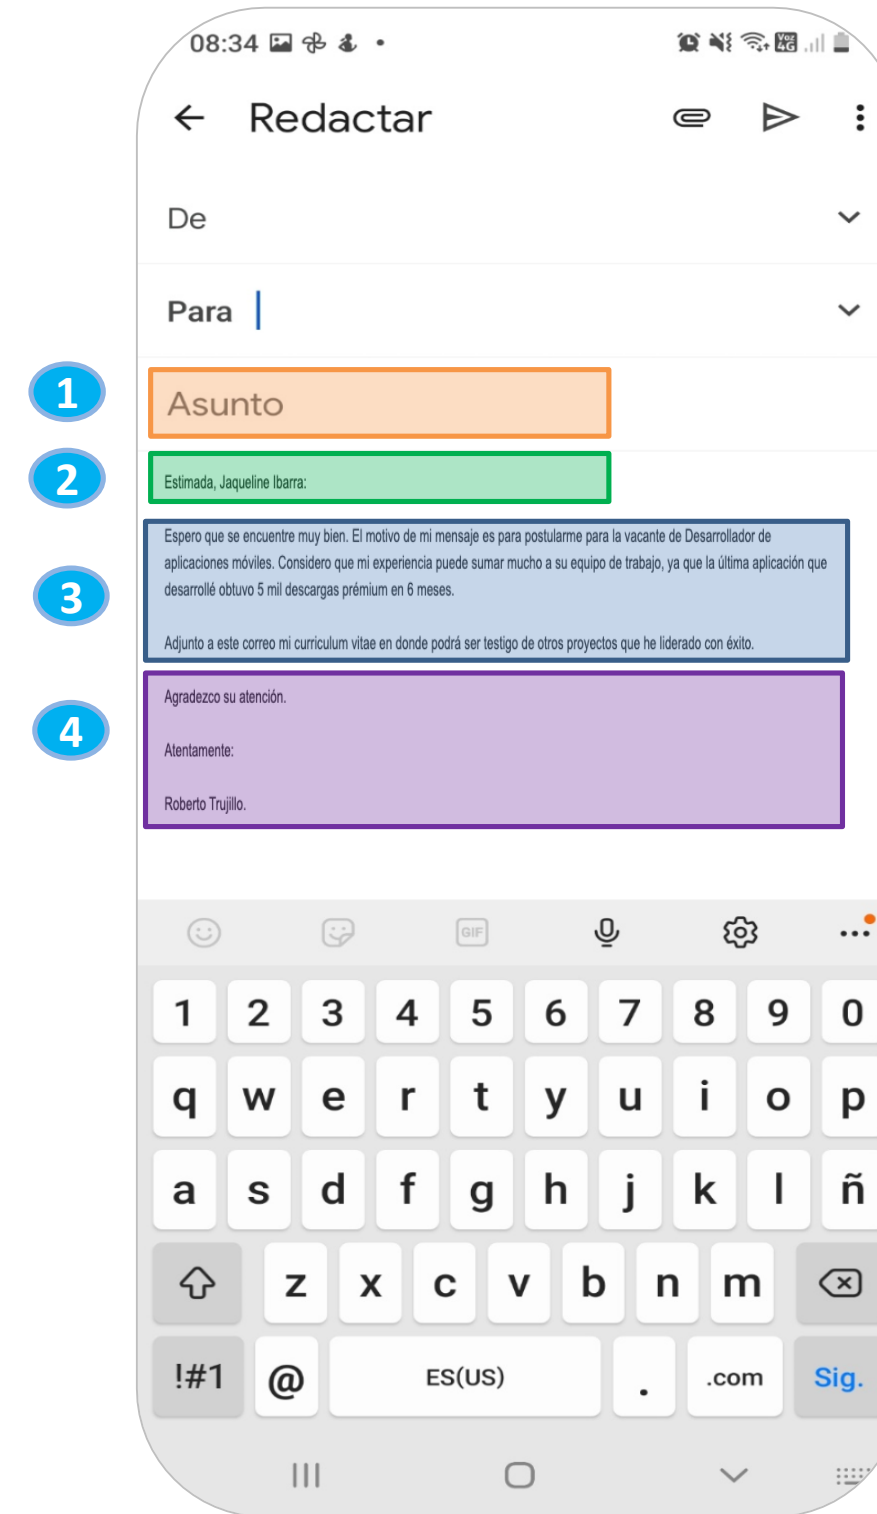 08:34
Voz 4G
Redactar
De
Para
1
Asunto
2
Estimada, Jaqueline Ibarra:
3
Espero que se encuentre muy bien. El motivo de mi mensaje es para postularme para la vacante de Desarrollador de
aplicaciones móviles. Considero que mi experiencia puede sumar mucho a su equipo de trabajo, ya que la última aplicación que
desarrollé obtuvo 5 mil descargas prémium en 6 meses.
Adjunto a este correo mi curriculum vitae en donde podrá ser testigo de otros proyectos que he liderado con éxito.
4
Agradezco su atención.
Atentamente:
Roberto Trujillo.
GIF
1 2 3 4 5 6 7 8 9 0
q w e r t y u i o p
a s d f g h j k l ñ
z x c v b n m
!#1 @ ES(US) . .com Sig.